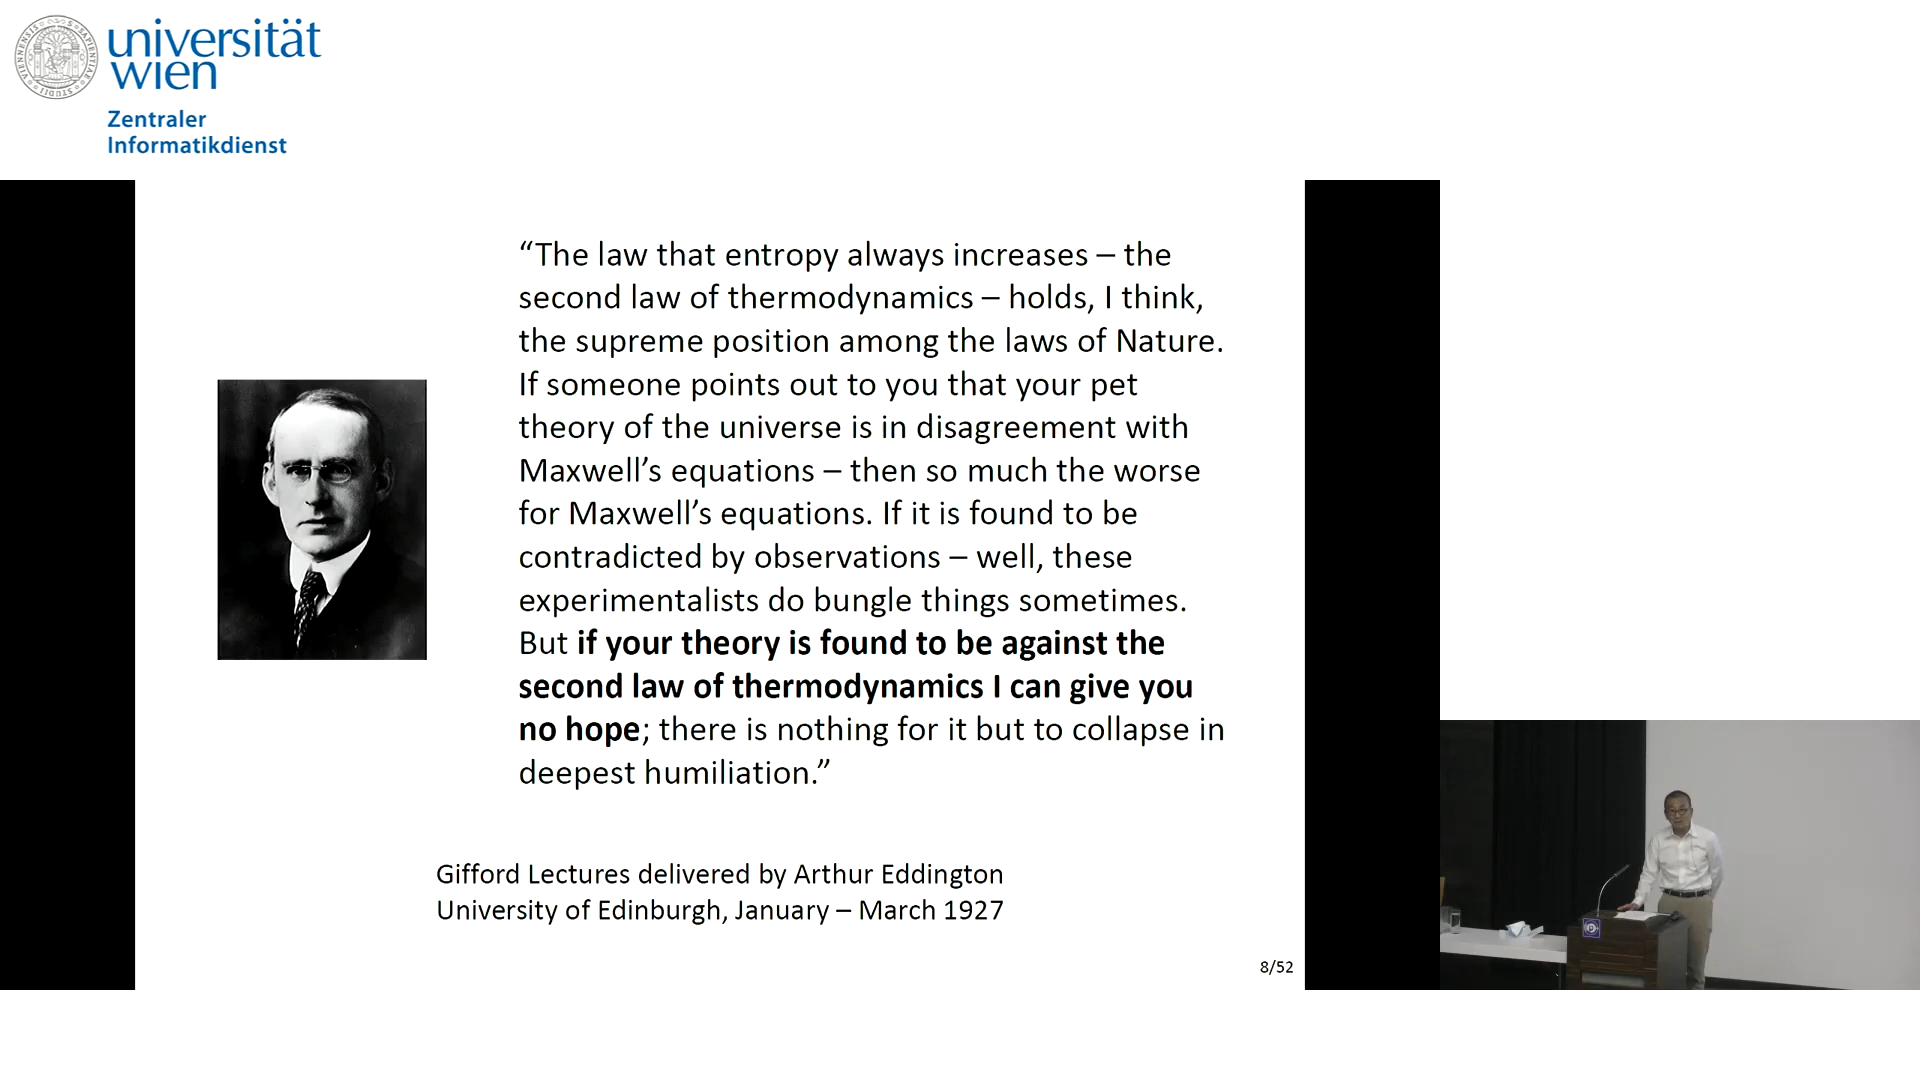 universität
wien
Zentraler
Informatikdienst
“The law that entropy always increases – the
second law of thermodynamics – holds, I think,
the supreme position among the laws of Nature.
If someone points out to you that your pet
theory of the universe is in disagreement with
Maxwell’s equations – then so much the worse
for Maxwell’s equations. If it is found to be
contradicted by observations – well, these
experimentalists do bungle things sometimes.
But if your theory is found to be against the
second law of thermodynamics I can give you
no hope; there is nothing for it but to collapse in
deepest humiliation.”
Gifford Lectures delivered by Arthur Eddington
University of Edinburgh, January – March 1927
8/52